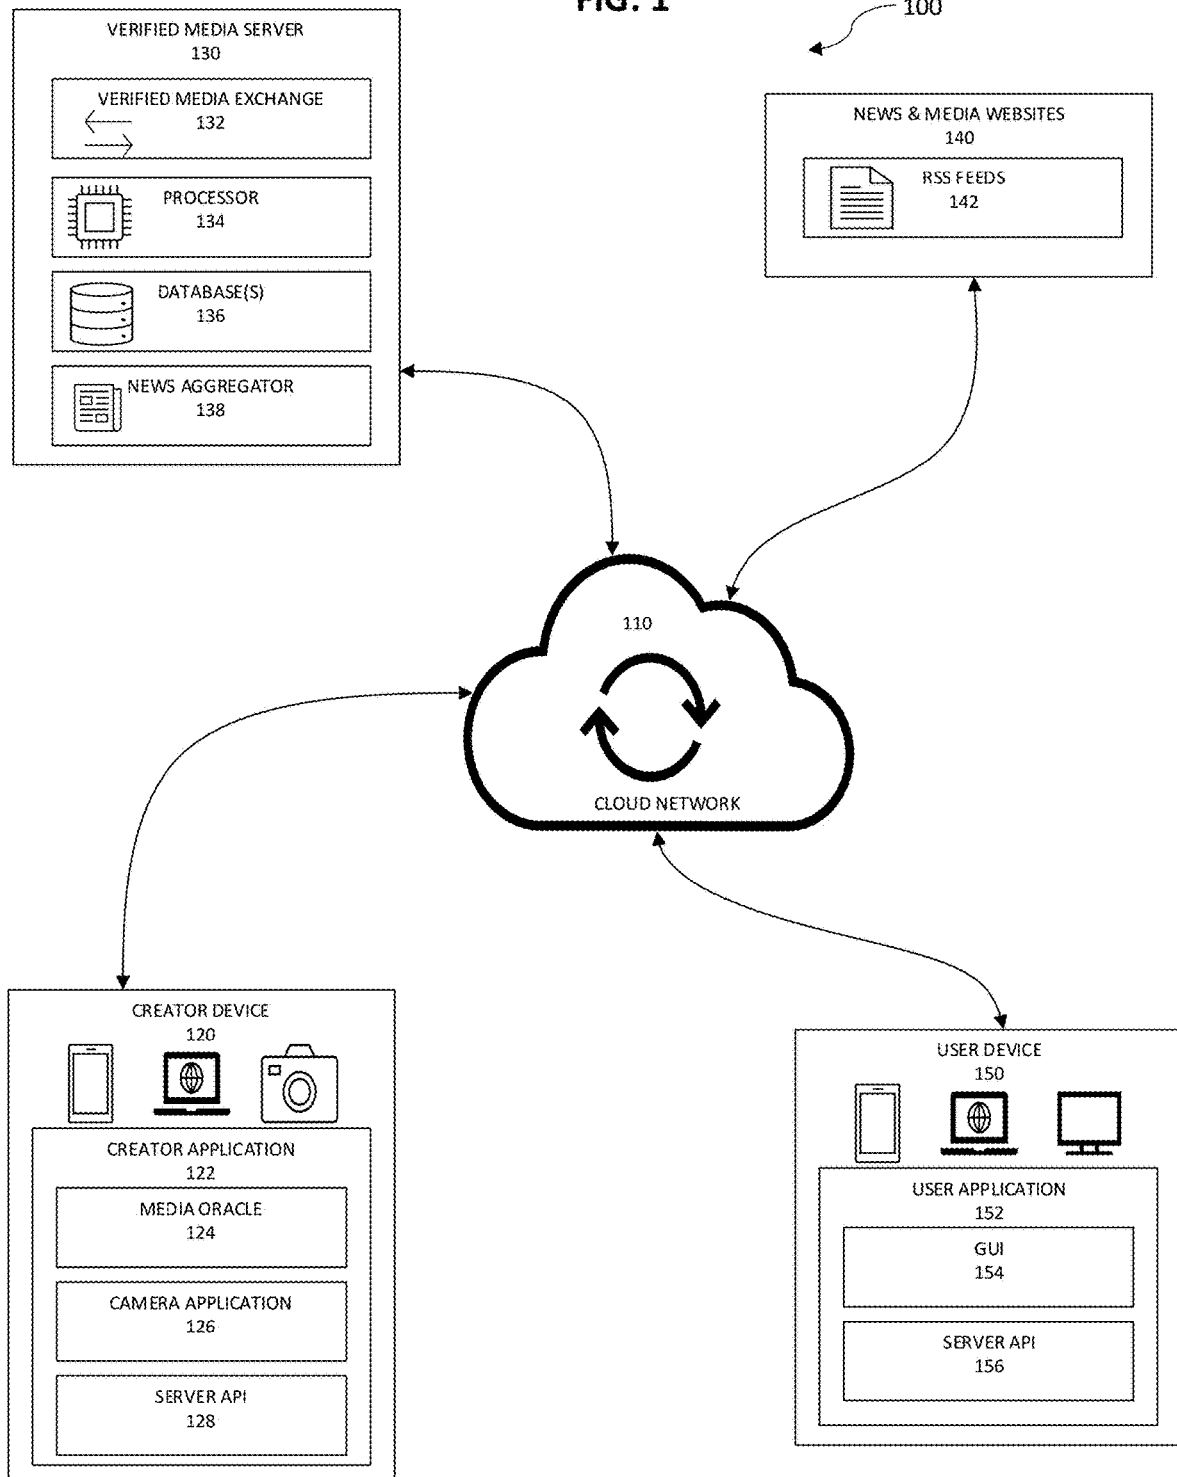 FIG. 1
100
VERIFIED MEDIA SERVER
130
VERIFIED MEDIA EXCHANGE
132
PROCESSOR
134
DATABASE(S)
136
NEWS AGGREGATOR
138
NEWS & MEDIA WEBSITES
140
RSS FEEDS
142
110
CLOUD NETWORK
CREATOR DEVICE
120
CREATOR APPLICATION
122
MEDIA ORACLE
124
CAMERA APPLICATION
126
SERVER API
128
USER DEVICE
150
USER APPLICATION
152
GUI
154
SERVER API
156